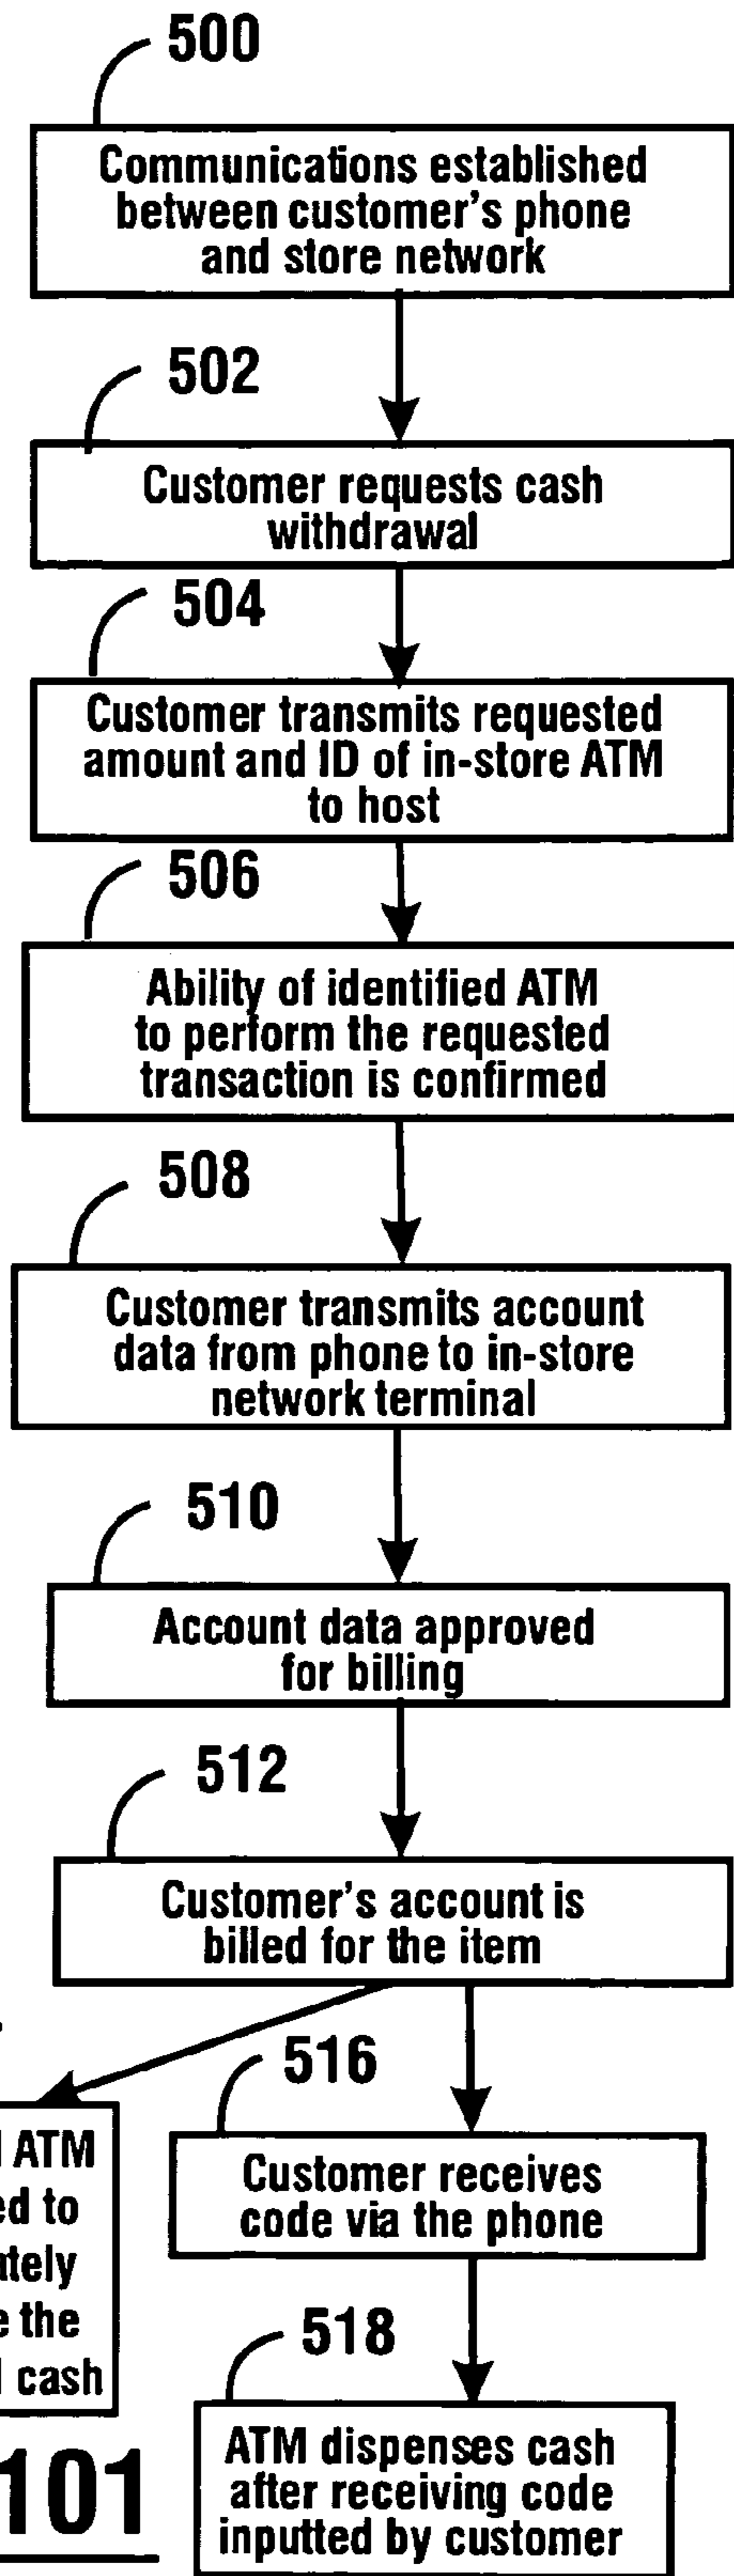 500
Communications established
between customer's phone
and store network
502
Customer requests cash
withdrawal
504
Customer transmits requested
amount and ID of in-store ATM
to host
506
Ability of identified ATM
to perform the requested
transaction is confirmed
508
Customer transmits account
data from phone to in-store
network terminal
510
Account data approved
for billing
512
Customer's account is
billed for the item
ATM
to
the
cash
516
Customer receives
code via the phone
518
ATM dispenses cash
after receiving code
inputted by customer
101